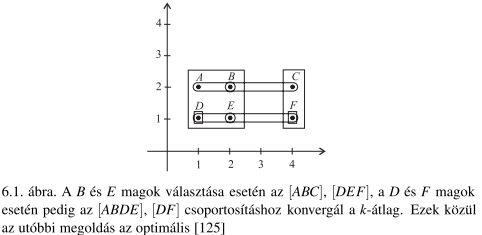 4
3
2
1
A
B
C
D
E
F
1
2
3
4
6.1. ábra. A B és E magok választása esetén az [ABC], [DEF], a D és F magok
esetén pedig az [ABDE], [DF] csoportosításhoz konvergál a k-átlag. Ezek közül
az utóbbi megoldás az optimális [125]